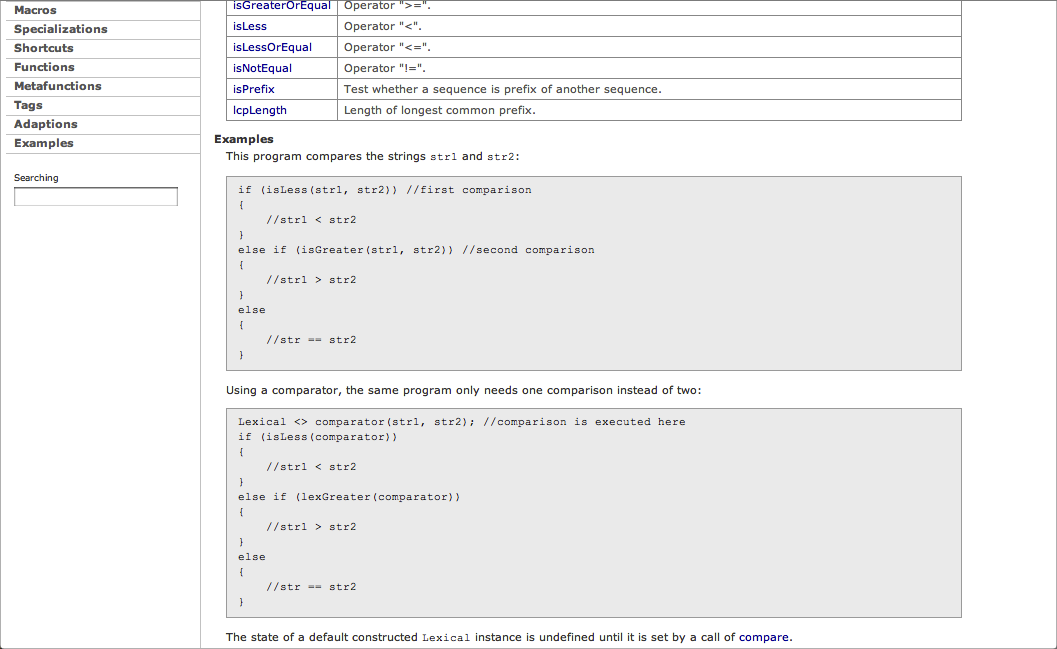 Macros
Specializations
Shortcuts
Functions
Metafunctions
Tags
Adaptions
Examples
Searching
isGreaterOrEqual Operator ">=".
isLess Operator "<".
isLessOrEqual Operator "<=".
isNotEqual Operator "!=".
isPrefix Test whether a sequence is prefix of another sequence.
lcpLength Length of longest common prefix.
Examples
This program compares the strings str1 and str2:
if (isLess(str1, str2)) //first comparison
{
//str1 < str2
}
else if (isGreater(str1, str2)) //second comparison
{
//str1 > str2
}
else
{
//str == str2
}
Using a comparator, the same program only needs one comparison instead of two:
Lexical <> comparator(str1, str2); //comparison is executed here
if (isLess(comparator))
{
//str1 < str2
}
else if (lexGreater(comparator))
{
//str1 > str2
}
else
{
//str == str2
}
The state of a default constructed Lexical instance is undefined until it is set by a call of compare.